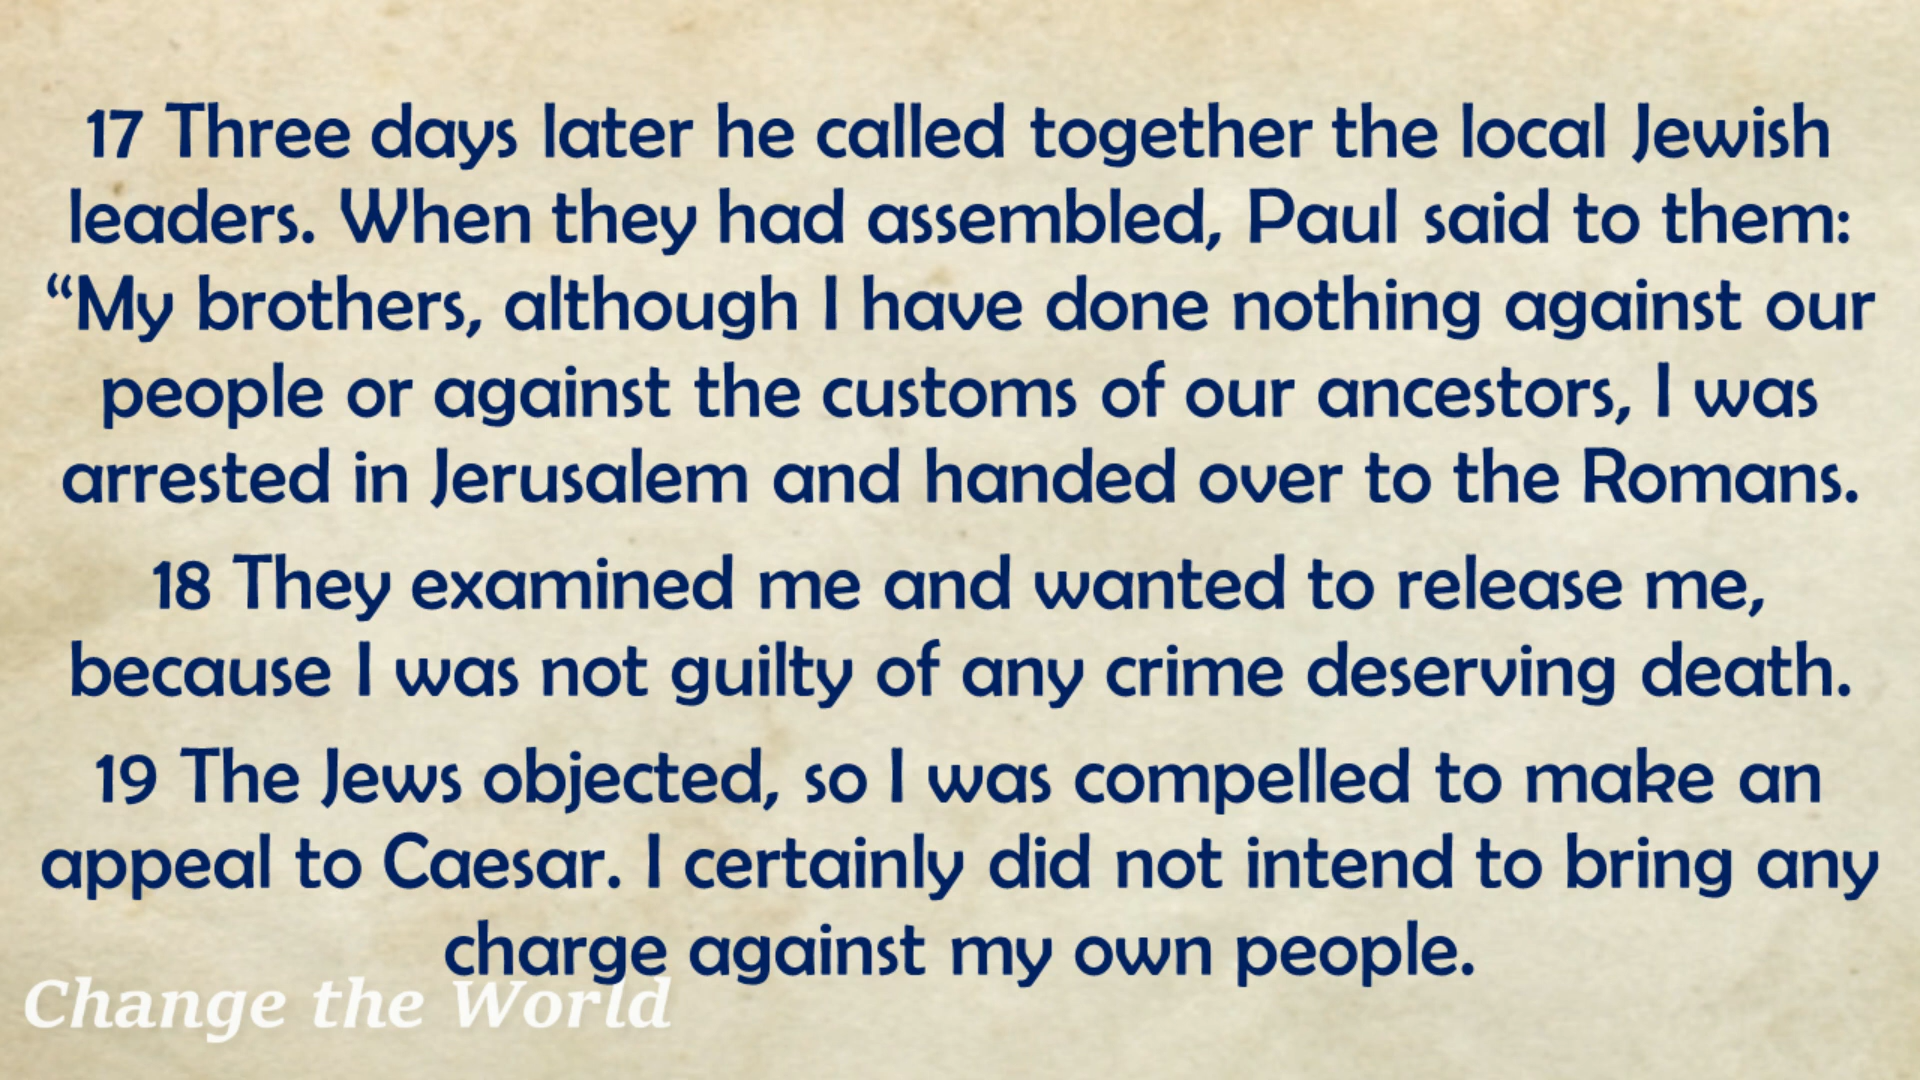 17 Three days later he called together the local Jewish
leaders. When they had assembled, Paul said to them:
“My brothers, although I have done nothing against our
people or against the customs of our ancestors, I was
arrested in Jerusalem and handed over to the Romans.
18 They examined me and wanted to release me,
because I was not guilty of any crime deserving death.
19 The Jews objected, so I was compelled to make an
appeal to Caesar. I certainly did not intend to bring any
charge against my own people.
Change the World